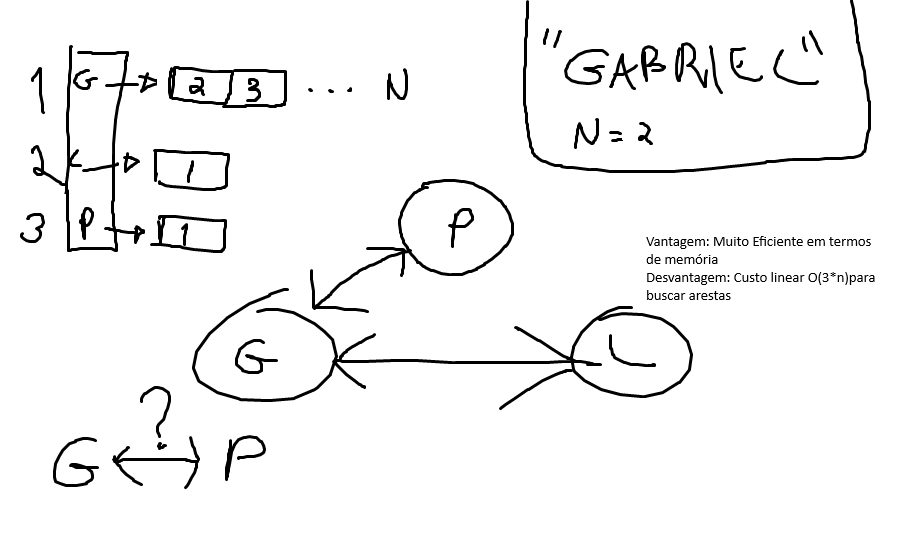 1 G 2 3 ... N
2 L 1
3 P 1
"GABRIEL"
N = 2
P
Vantagem: Muito Eficiente em termos
de memória
Desvantagem: Custo linear O(3*n)para
buscar arestas
G L
?
G P